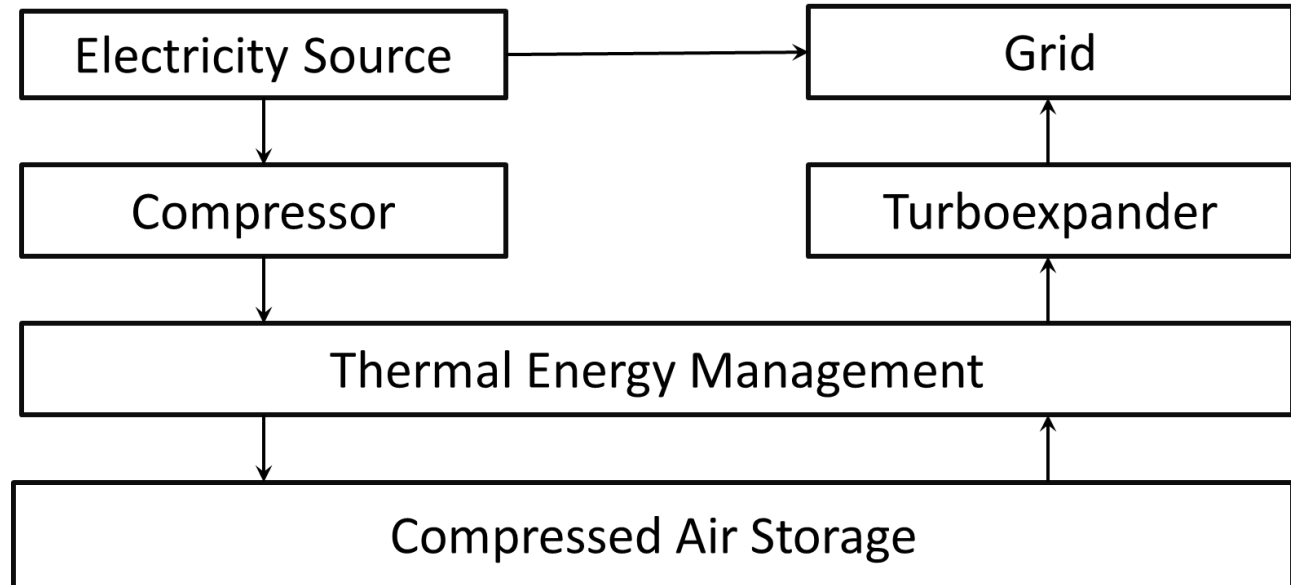 Electricity Source
Grid
Compressor
Turboexpander
Thermal Energy Management
Compressed Air Storage